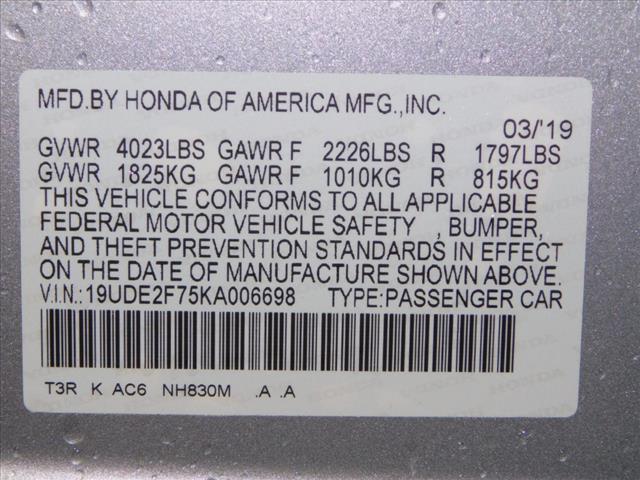 MFD.BY HONDA OF AMERICA MFG.,INC.
03/'19
GVWR 4023LBS GAWR F 2226LBS R 1797LBS
GVWR 1825KG GAWR F 1010KG R 815KG
THIS VEHICLE CONFORMS TO ALL APPLICABLE
FEDERAL MOTOR VEHICLE SAFETY , BUMPER,
AND THEFT PREVENTION STANDARDS IN EFFECT
ON THE DATE OF MANUFACTURE SHOWN ABOVE.
V.I.N.:19UDE2F75KA006698 TYPE:PASSENGER CAR
T3R K AC6 NH830M .A .A